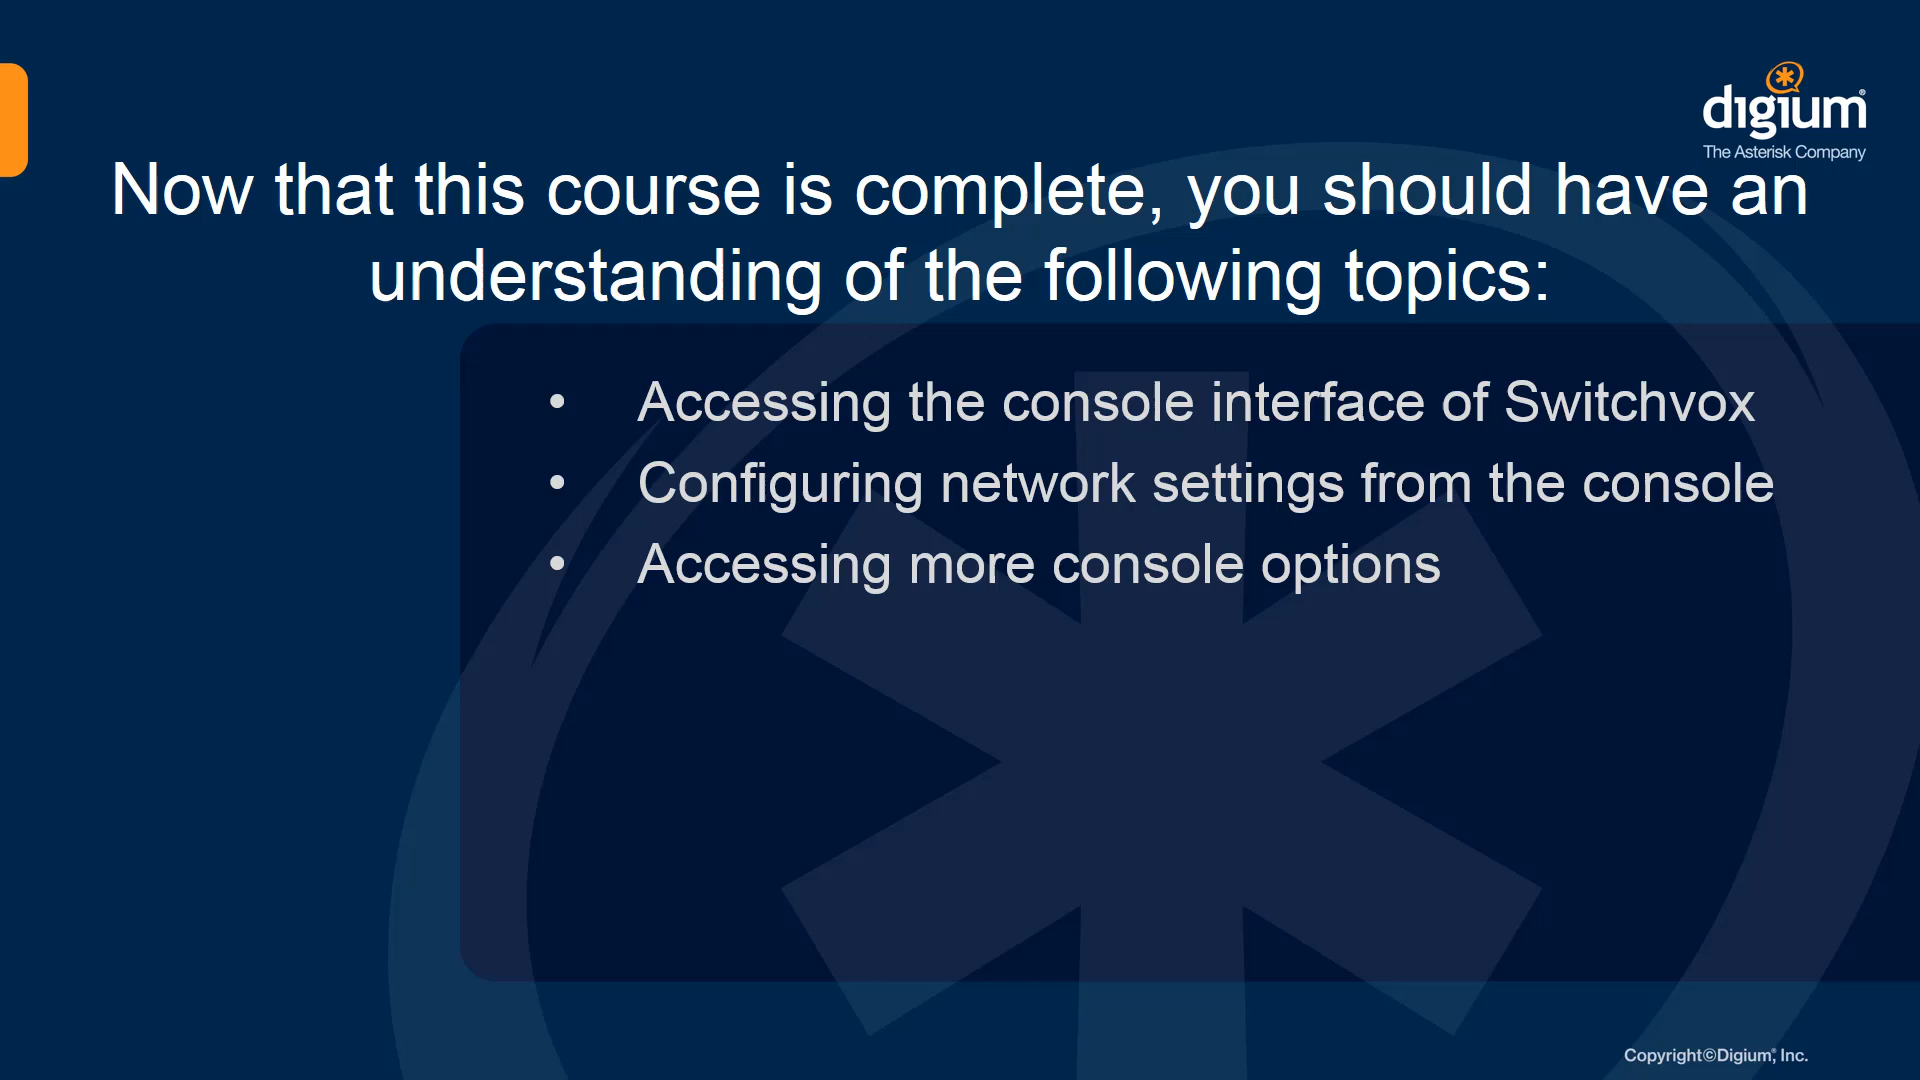 digium®
The Asterisk Company
Now that this course is complete, you should have an
understanding of the following topics:
• Accessing the console interface of Switchvox
• Configuring network settings from the console
• Accessing more console options
Copyright©Digium®, Inc.